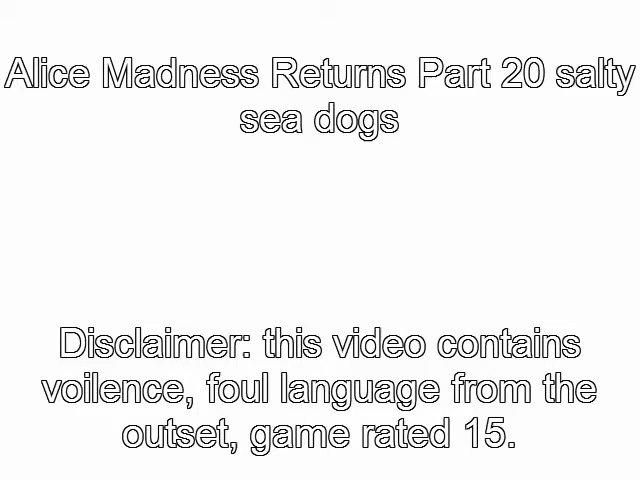 Alice Madness Returns Part 20 salty
sea dogs
Disclaimer: this video contains
voilence, foul language from the
outset, game rated 15.